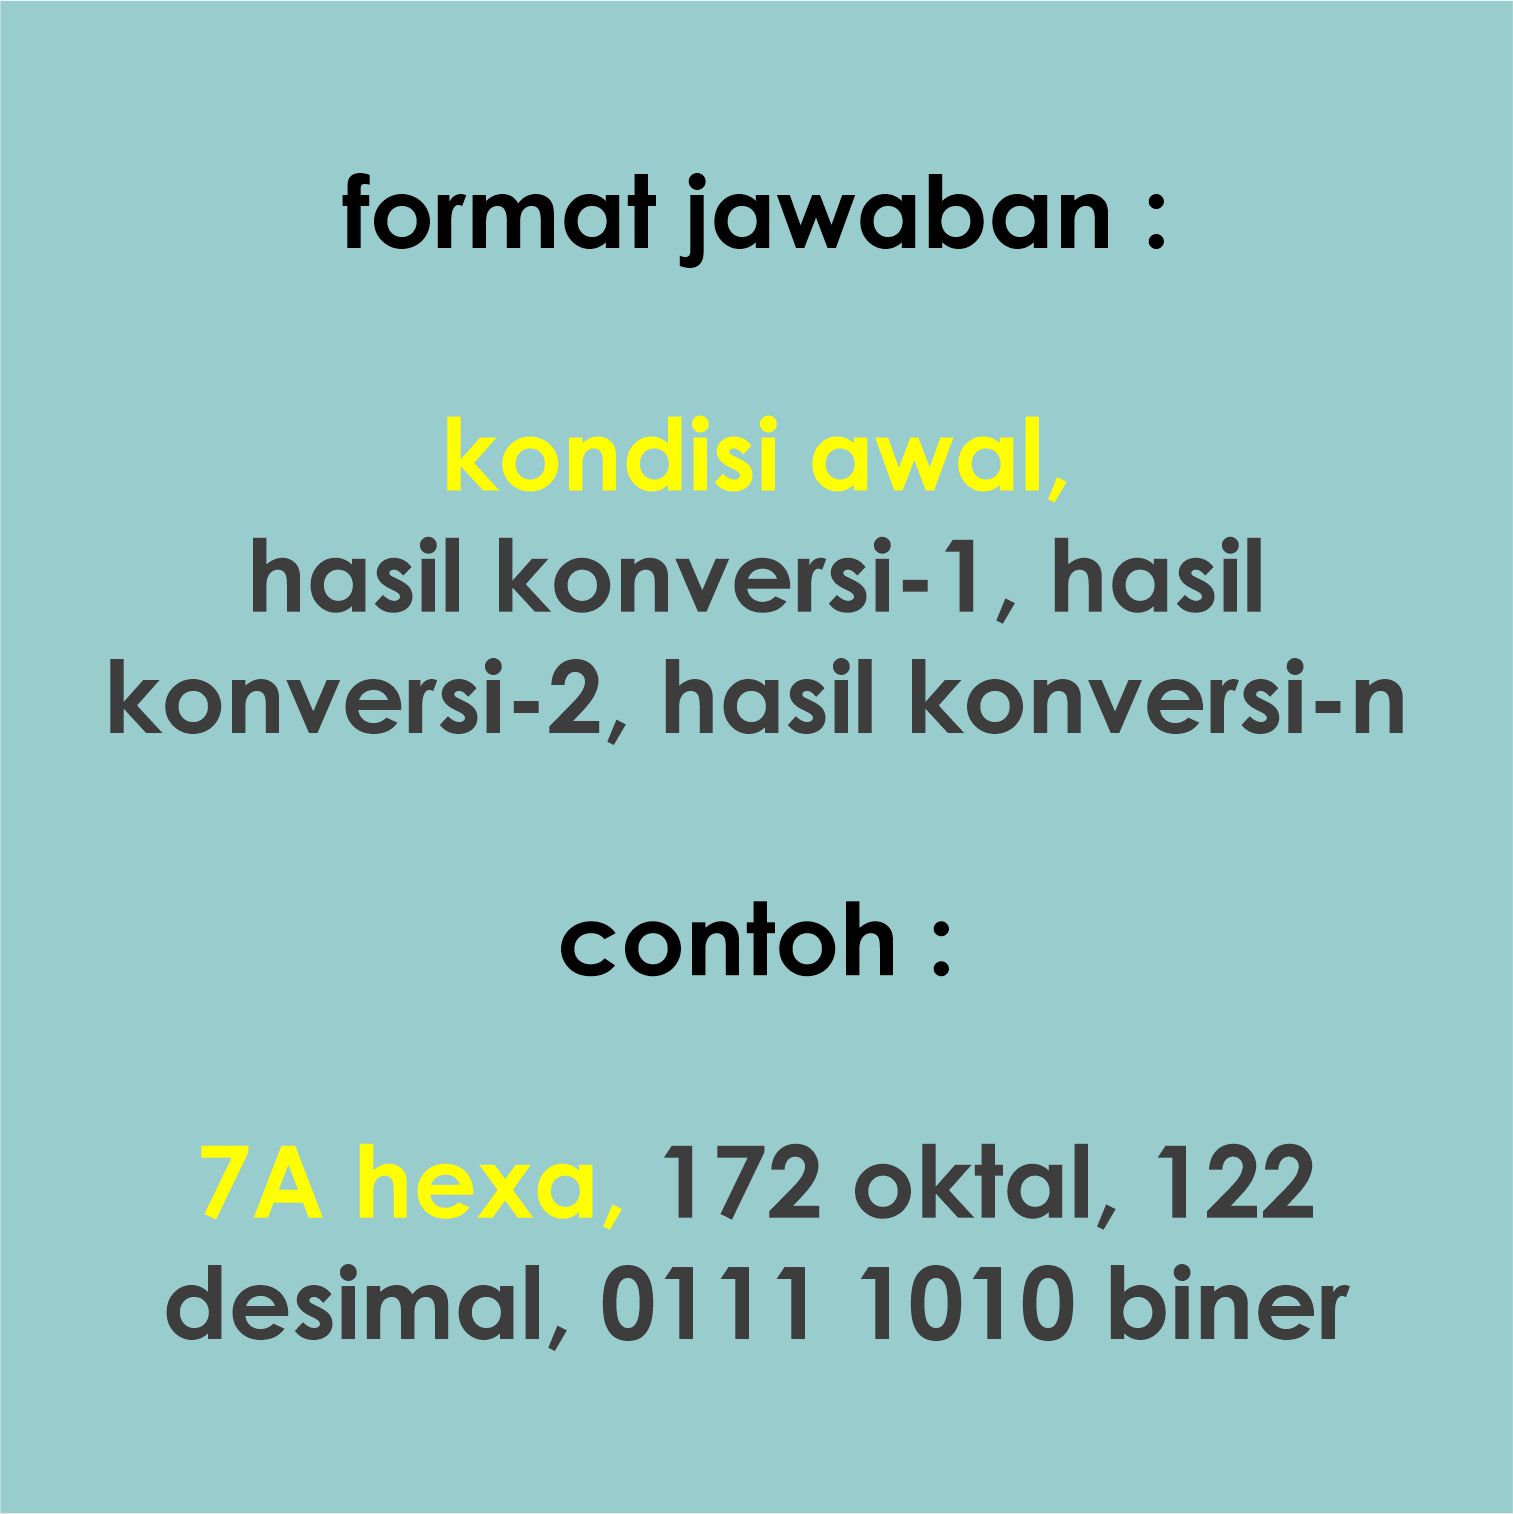 format jawaban :
kondisi awal,
hasil konversi-1, hasil
konversi-2, hasil konversi-n
contoh :
7A hexa, 172 oktal, 122
desimal, 0111 1010 biner